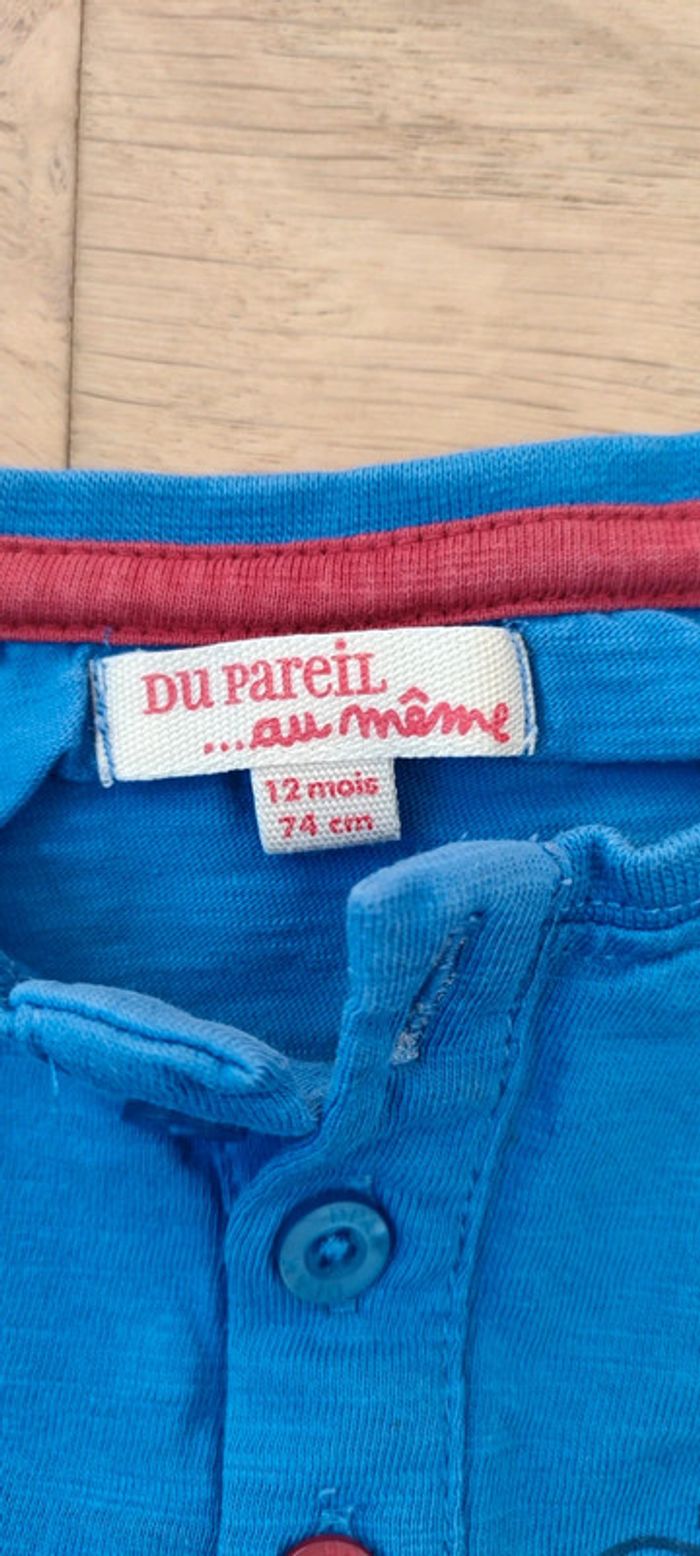 DU PAREIL
...au même
12 mois
74 cm